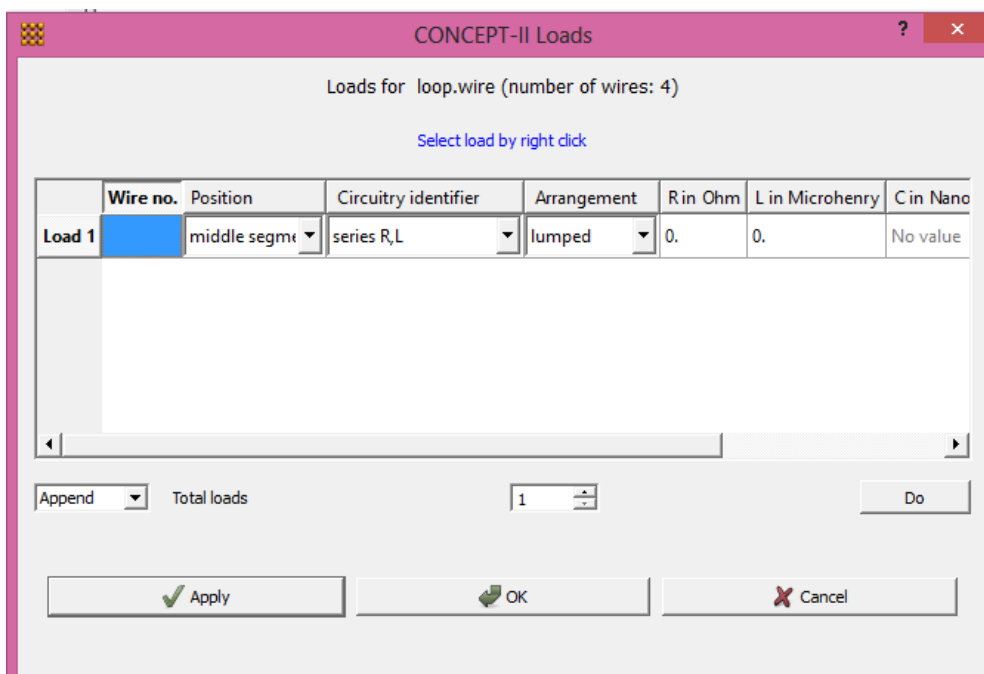 CONCEPT-II Loads ? ×
Loads for loop.wire (number of wires: 4)
Select load by right click
Wire no. Position Circuitry identifier Arrangement R in Ohm L in Microhenry C in Nano
Load 1 middle segme series R,L lumped 0. 0. No value
Append Total loads 1 Do
Apply OK Cancel